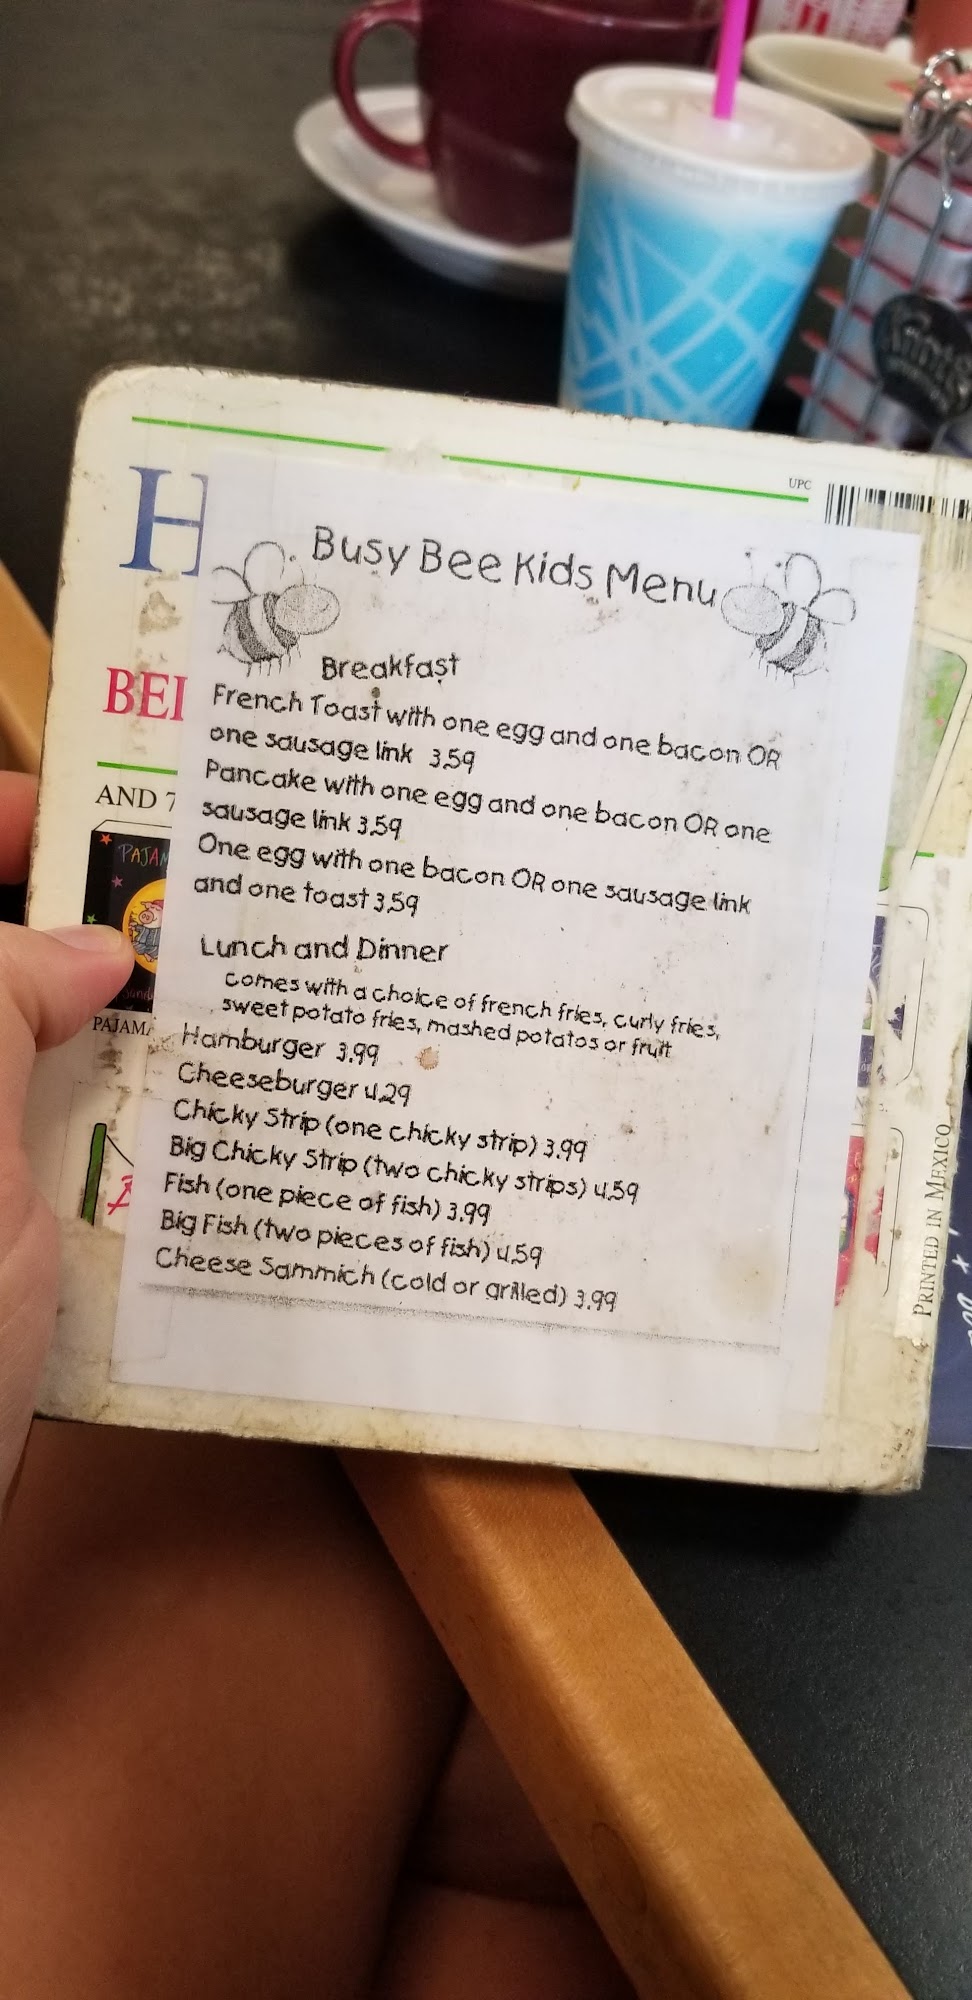 UPC
H
Busy Bee Kids Menu
Breakfast
French Toast with one egg and one bacon OR
one sausage link 3.59
Pancake with one egg and one bacon OR one
sausage link 3.59
One egg with one bacon OR one sausage link
and one toast 3.59
Lunch and Dinner
comes with a choice of french fries, curly fries,
sweet potato fries, mashed potatos or fruit
Hamburger 3.99
Cheeseburger 4.29
Chicky Strip (one chicky strip) 3.99
Big Chicky Strip (two chicky strips) 4.59
Fish (one piece of fish) 3.99
Big Fish (two pieces of fish) 4.59
Cheese Sammich (cold or grilled) 3.99
BEI
AND 7
PAJAM
PAJAMA
PRINTED IN MEXICO